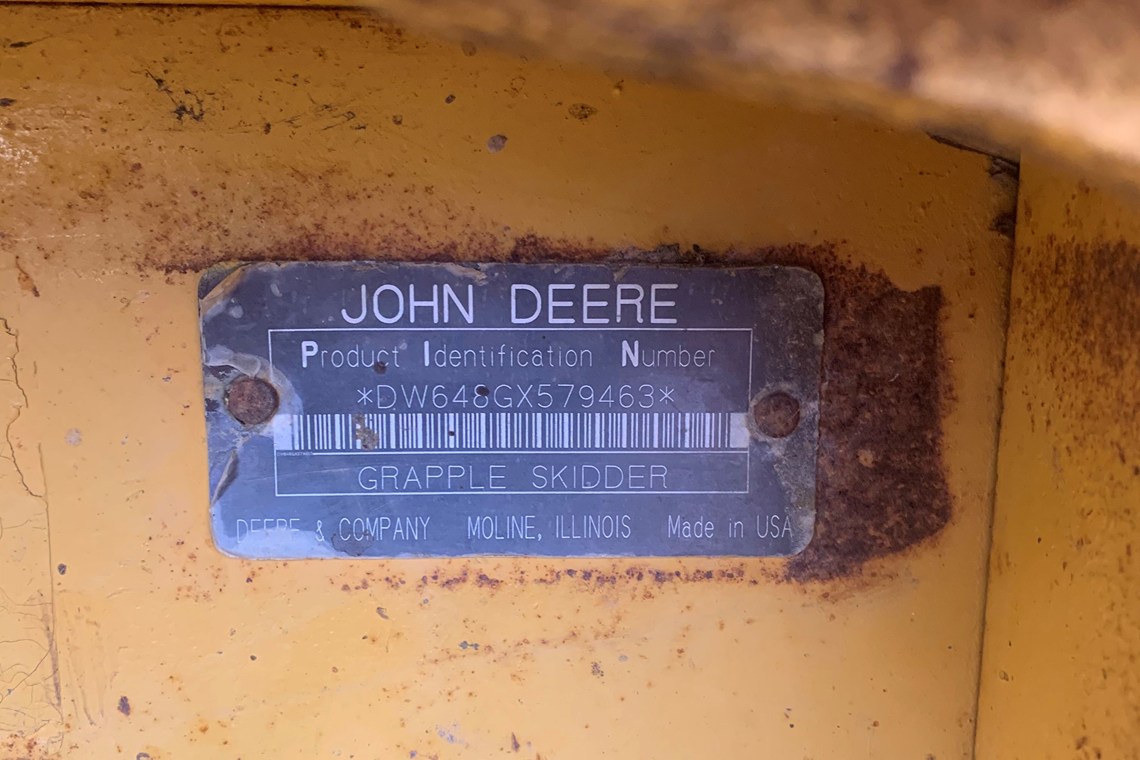 JOHN DEERE
Product Identification Number
*DW648GX579463*
GRAPPLE SKIDDER
DEERE & COMPANY MOLINE, ILLINOIS Made in USA